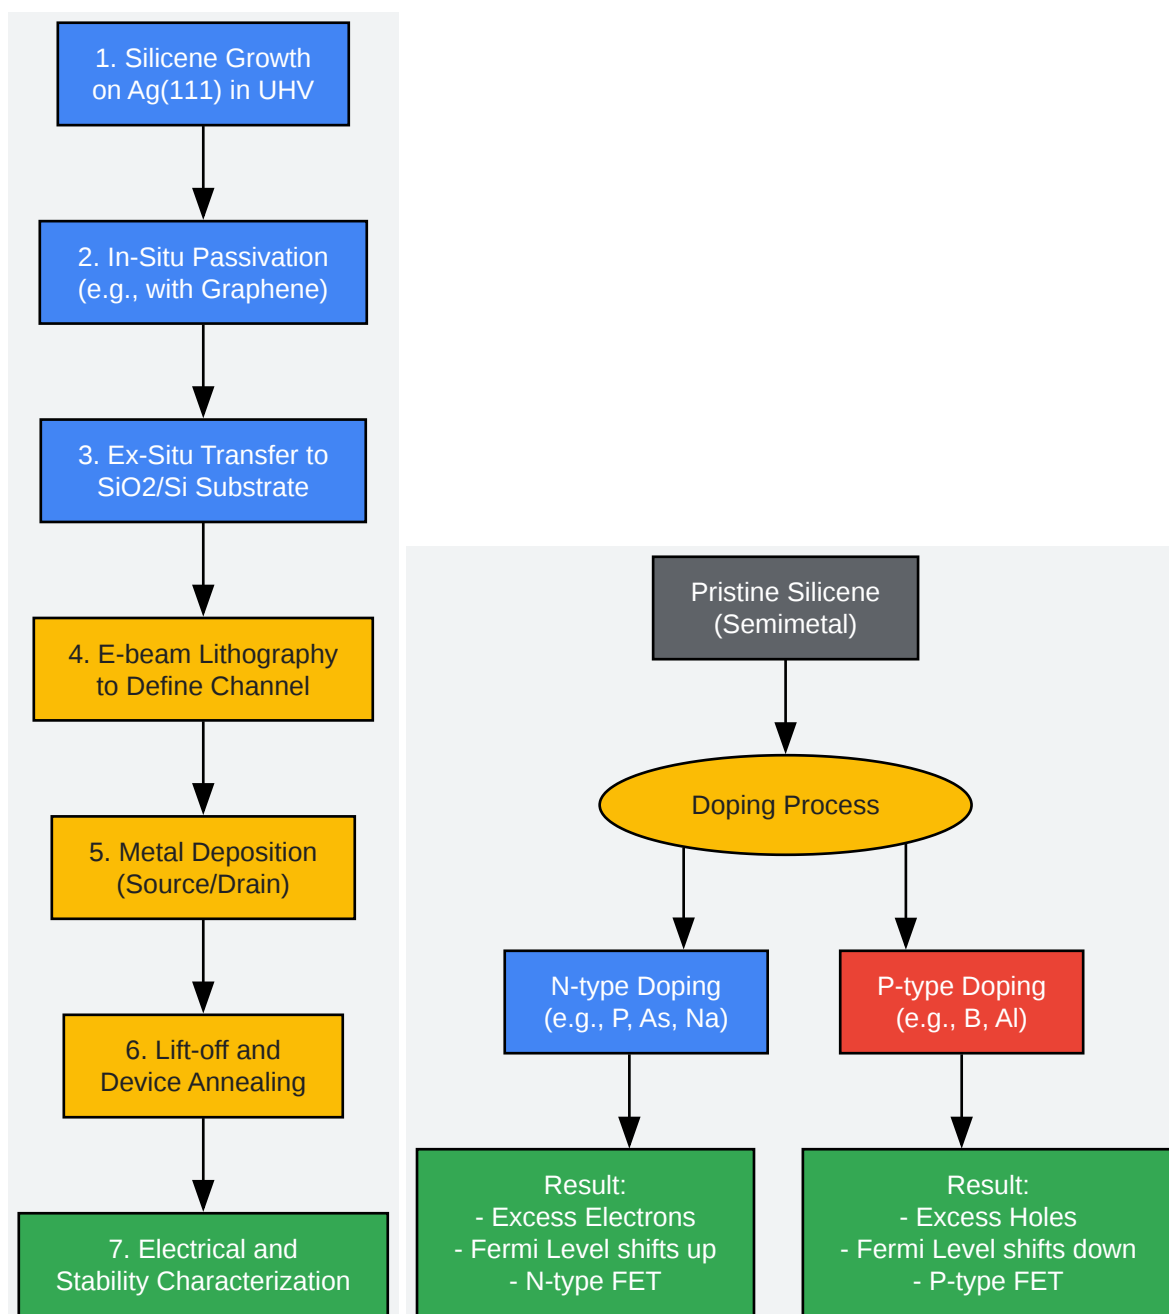 1. Silicene Growth
on Ag(111) in UHV
2. In-Situ Passivation
(e.g., with Graphene)
3. Ex-Situ Transfer to
SiO2/Si Substrate
4. E-beam Lithography
to Define Channel
5. Metal Deposition
(Source/Drain)
6. Lift-off and
Device Annealing
7. Electrical and
Stability Characterization
Pristine Silicene
(Semimetal)
Doping Process
N-type Doping
(e.g., P, As, Na)
P-type Doping
(e.g., B, Al)
Result:
- Excess Electrons
- Fermi Level shifts up
- N-type FET
Result:
- Excess Holes
- Fermi Level shifts down
- P-type FET